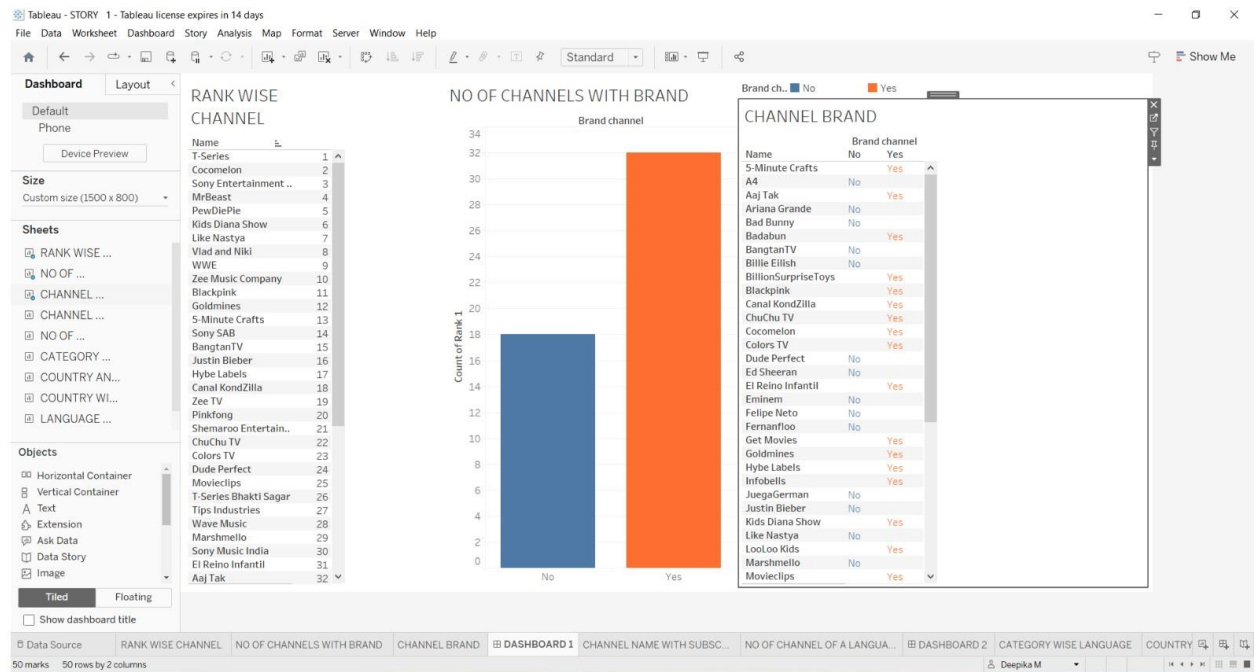 Tableau - STORY 1 - Tableau license expires in 14 days
File Data Worksheet Dashboard Story Analysis Map Format Server Window Help
Standard
Show Me
Dashboard Layout
Default
Phone
Device Preview
Size
Custom size (1500 x 800)
Sheets
RANK WISE ...
NO OF ...
CHANNEL ...
CHANNEL ...
NO OF ...
CATEGORY ...
COUNTRY AN...
COUNTRY WI...
LANGUAGE ...
Objects
Horizontal Container
Vertical Container
Text
Extension
Ask Data
Data Story
Image
Tiled Floating
Show dashboard title
RANK WISE
CHANNEL
Name
T-Series 1
Cocomelon 2
Sony Entertainment .. 3
MrBeast 4
PewDiePie 5
Kids Diana Show 6
Like Nastya 7
Vlad and Niki 8
WWE 9
Zee Music Company 10
Blackpink 11
Goldmines 12
5-Minute Crafts 13
Sony SAB 14
BangtanTV 15
Justin Bieber 16
Hybe Labels 17
Canal KondZilla 18
Zee TV 19
Pinkfong 20
Shemaroo Entertain.. 21
ChuChu TV 22
Colors TV 23
Dude Perfect 24
Movieclips 25
T-Series Bhakti Sagar 26
Tips Industries 27
Wave Music 28
Marshmello 29
Sony Music India 30
El Reino Infantil 31
Aaj Tak 32
NO OF CHANNELS WITH BRAND
Brand channel
34
32
30
28
26
24
22
20
18
16
14
12
10
8
6
4
2
0
Count of Rank 1
No Yes
Brand ch.. No Yes
CHANNEL BRAND
Brand channel
Name No Yes
5-Minute Crafts Yes
A4 No
Aaj Tak Yes
Ariana Grande No
Bad Bunny No
Badabun Yes
BangtanTV No
Billie Eilish No
BillionSurpriseToys Yes
Blackpink Yes
Canal KondZilla Yes
ChuChu TV Yes
Cocomelon Yes
Colors TV Yes
Dude Perfect No
Ed Sheeran No
El Reino Infantil Yes
Eminem No
Felipe Neto No
Fernanfloo No
Get Movies Yes
Goldmines Yes
Hybe Labels Yes
Infobells Yes
JuegaGerman No
Justin Bieber No
Kids Diana Show Yes
Like Nastya No
LooLoo Kids Yes
Marshmello No
Movieclips Yes
Data Source RANK WISE CHANNEL NO OF CHANNELS WITH BRAND CHANNEL BRAND DASHBOARD 1 CHANNEL NAME WITH SUBSC... NO OF CHANNEL OF A LANGUA... DASHBOARD 2 CATEGORY WISE LANGUAGE COUNTRY
50 marks 50 rows by 2 columns Deepika M